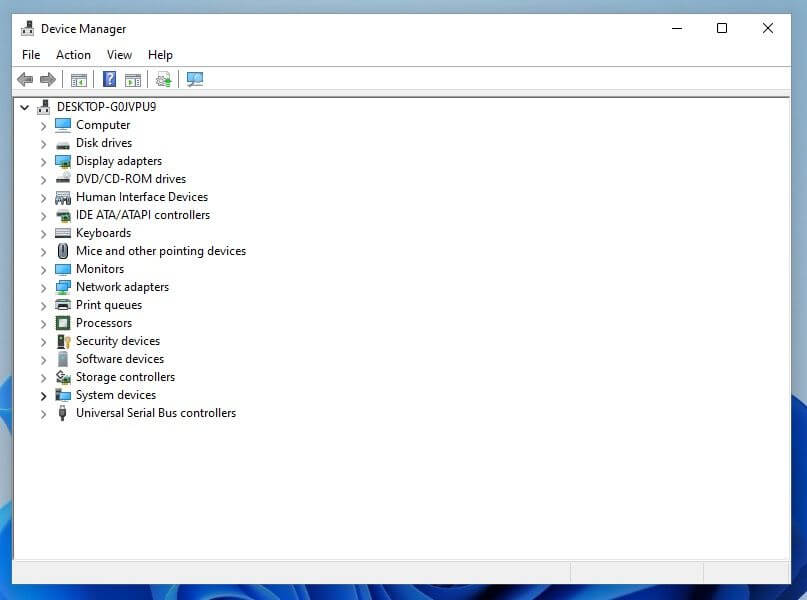 Device Manager
File Action View Help
DESKTOP-G0JVPU9
Computer
Disk drives
Display adapters
DVD/CD-ROM drives
Human Interface Devices
IDE ATA/ATAPI controllers
Keyboards
Mice and other pointing devices
Monitors
Network adapters
Print queues
Processors
Security devices
Software devices
Storage controllers
System devices
Universal Serial Bus controllers